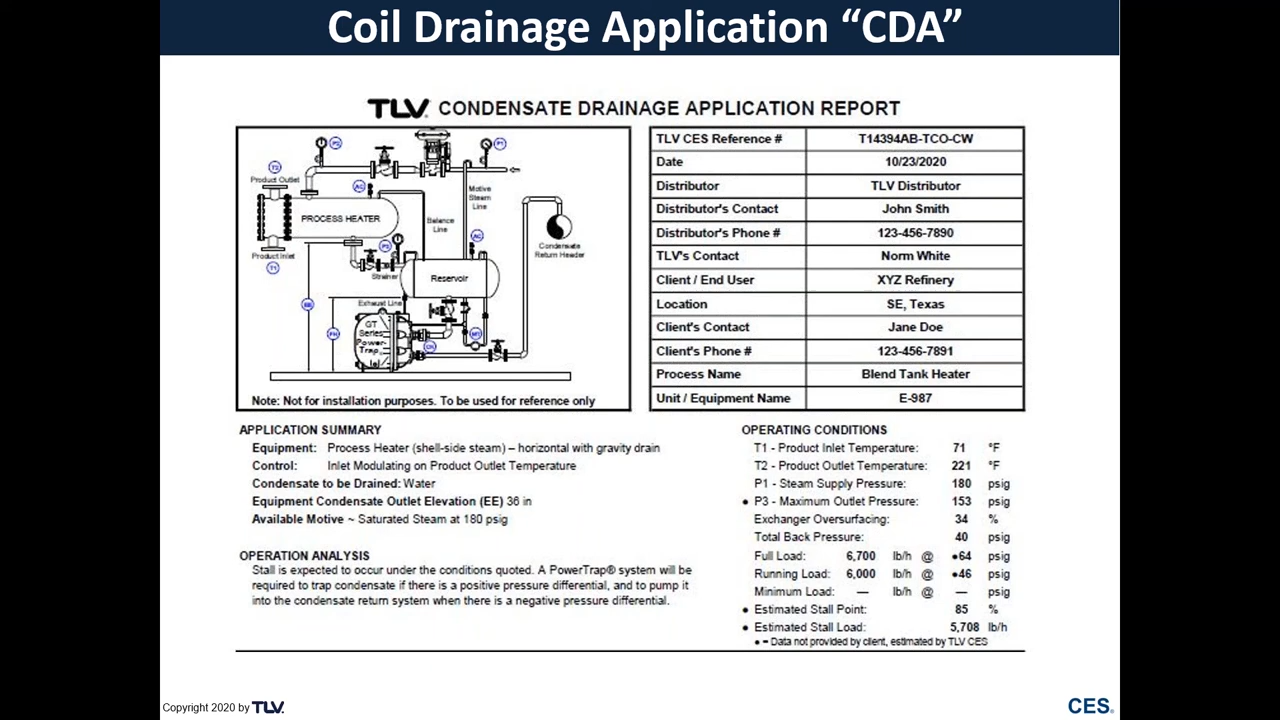 Coil Drainage Application “CDA”
TLV® CONDENSATE DRAINAGE APPLICATION REPORT
P2
P1
T2
Product Outlet
AC
Motive
Steam
Line
PROCESS HEATER
Balance
Line
AC
P3
Condensate
Return Header
Product Inlet
T1
Strainer
Reservoir
EE
Exhaust Line
GT
Series
Power-
Trap®
FH
MT
Note: Not for installation purposes. To be used for reference only
TLV CES Reference # T14394AB-TCO-CW
Date 10/23/2020
Distributor TLV Distributor
Distributor's Contact John Smith
Distributor's Phone # 123-456-7890
TLV's Contact Norm White
Client / End User XYZ Refinery
Location SE, Texas
Client's Contact Jane Doe
Client's Phone # 123-456-7891
Process Name Blend Tank Heater
Unit / Equipment Name E-987
APPLICATION SUMMARY
Equipment: Process Heater (shell-side steam) – horizontal with gravity drain
Control: Inlet Modulating on Product Outlet Temperature
Condensate to be Drained: Water
Equipment Condensate Outlet Elevation (EE) 36 in
Available Motive ~ Saturated Steam at 180 psig
OPERATION ANALYSIS
Stall is expected to occur under the conditions quoted. A PowerTrap® system will be
required to trap condensate if there is a positive pressure differential, and to pump it
into the condensate return system when there is a negative pressure differential.
OPERATING CONDITIONS
T1 - Product Inlet Temperature: 71 °F
T2 - Product Outlet Temperature: 221 °F
P1 - Steam Supply Pressure: 180 psig
• P3 - Maximum Outlet Pressure: 153 psig
Exchanger Oversurfacing: 34 %
Total Back Pressure: 40 psig
Full Load: 6,700 lb/h @ •64 psig
Running Load: 6,000 lb/h @ •46 psig
Minimum Load: — lb/h @ — psig
• Estimated Stall Point: 85 %
• Estimated Stall Load: 5,708 lb/h
• = Data not provided by client, estimated by TLV CES
Copyright 2020 by TLV.
CES®